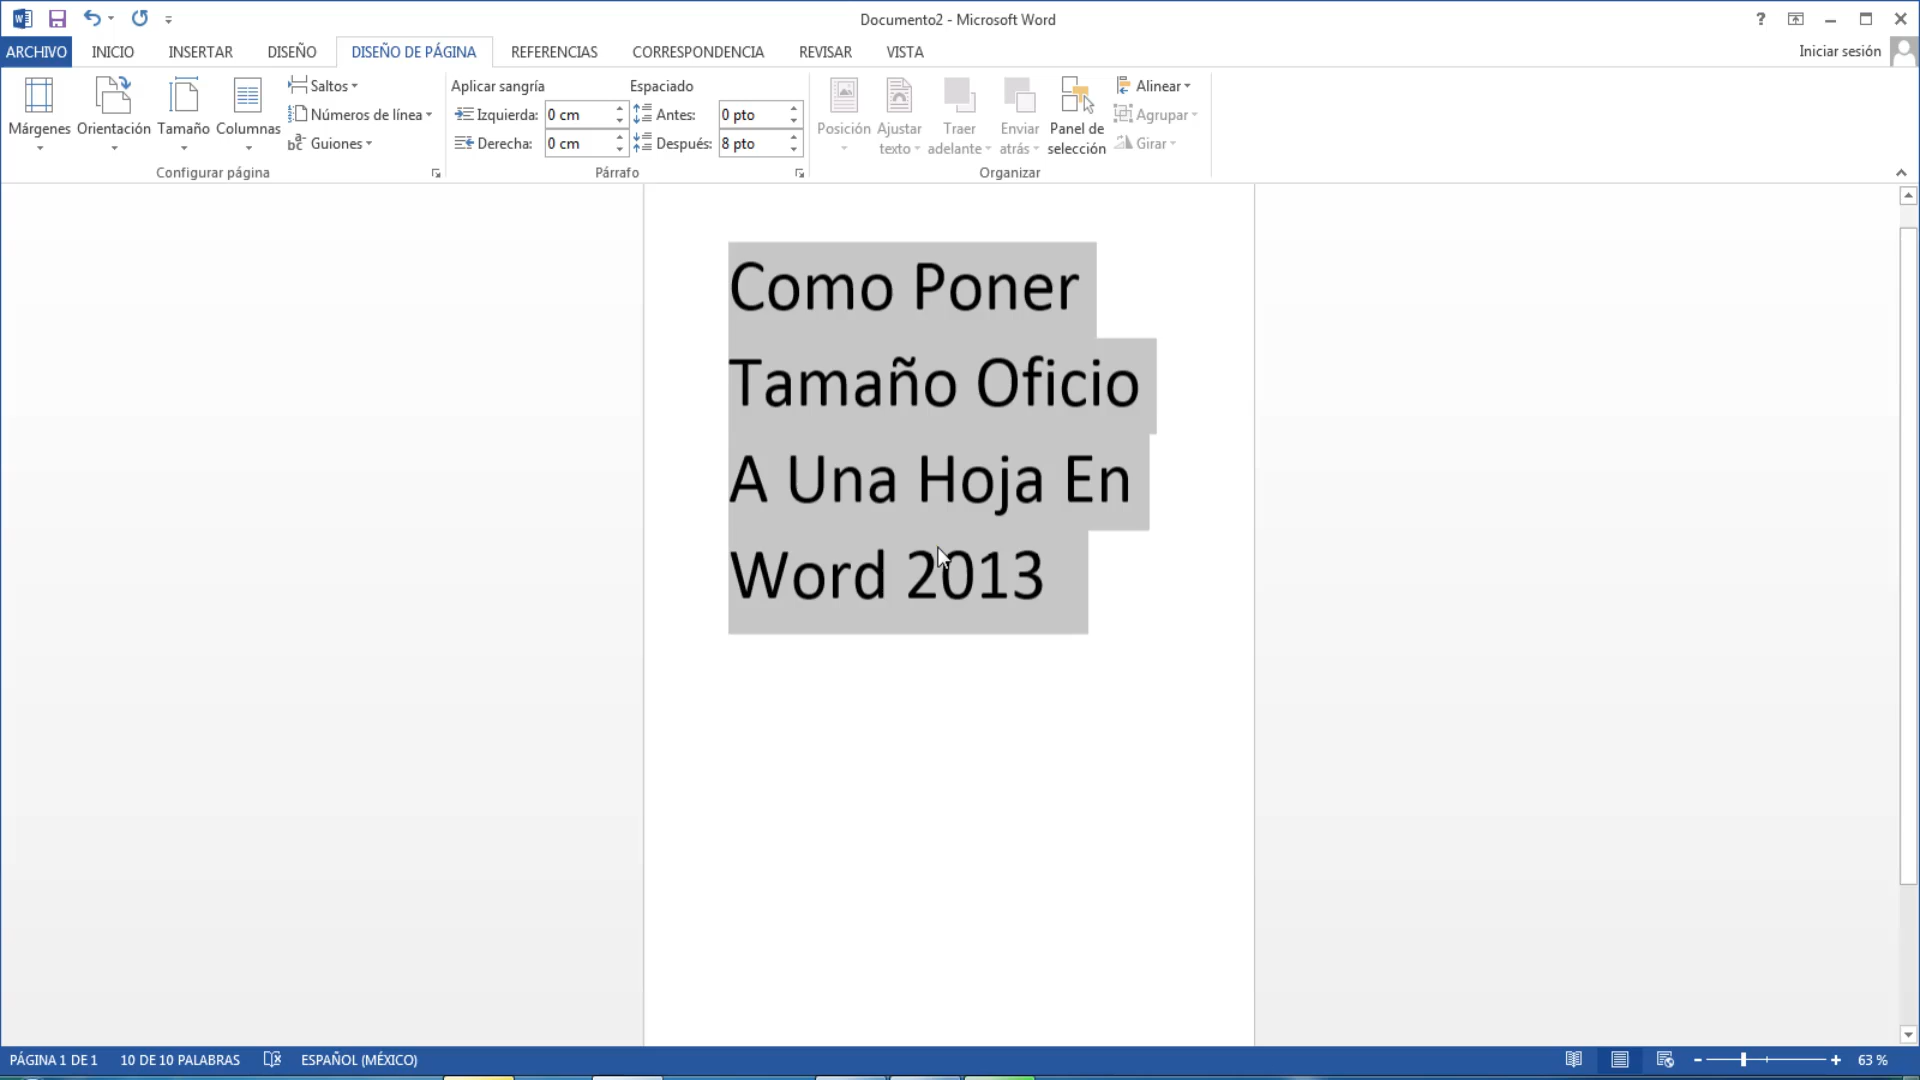 Documento2 - Microsoft Word
?
ARCHIVO INICIO INSERTAR DISEÑO DISEÑO DE PÁGINA REFERENCIAS CORRESPONDENCIA REVISAR VISTA Iniciar sesión
Márgenes Orientación Tamaño Columnas
Saltos
Números de línea
Guiones
Configurar página
Aplicar sangría Espaciado
Izquierda: 0 cm Antes: 0 pto
Derecha: 0 cm Después: 8 pto
Párrafo
Posición Ajustar texto Traer adelante Enviar atrás Panel de selección
Alinear
Agrupar
Girar
Organizar
Como Poner
Tamaño Oficio
A Una Hoja En
Word 2013
PÁGINA 1 DE 1 10 DE 10 PALABRAS ESPAÑOL (MÉXICO) 63 %